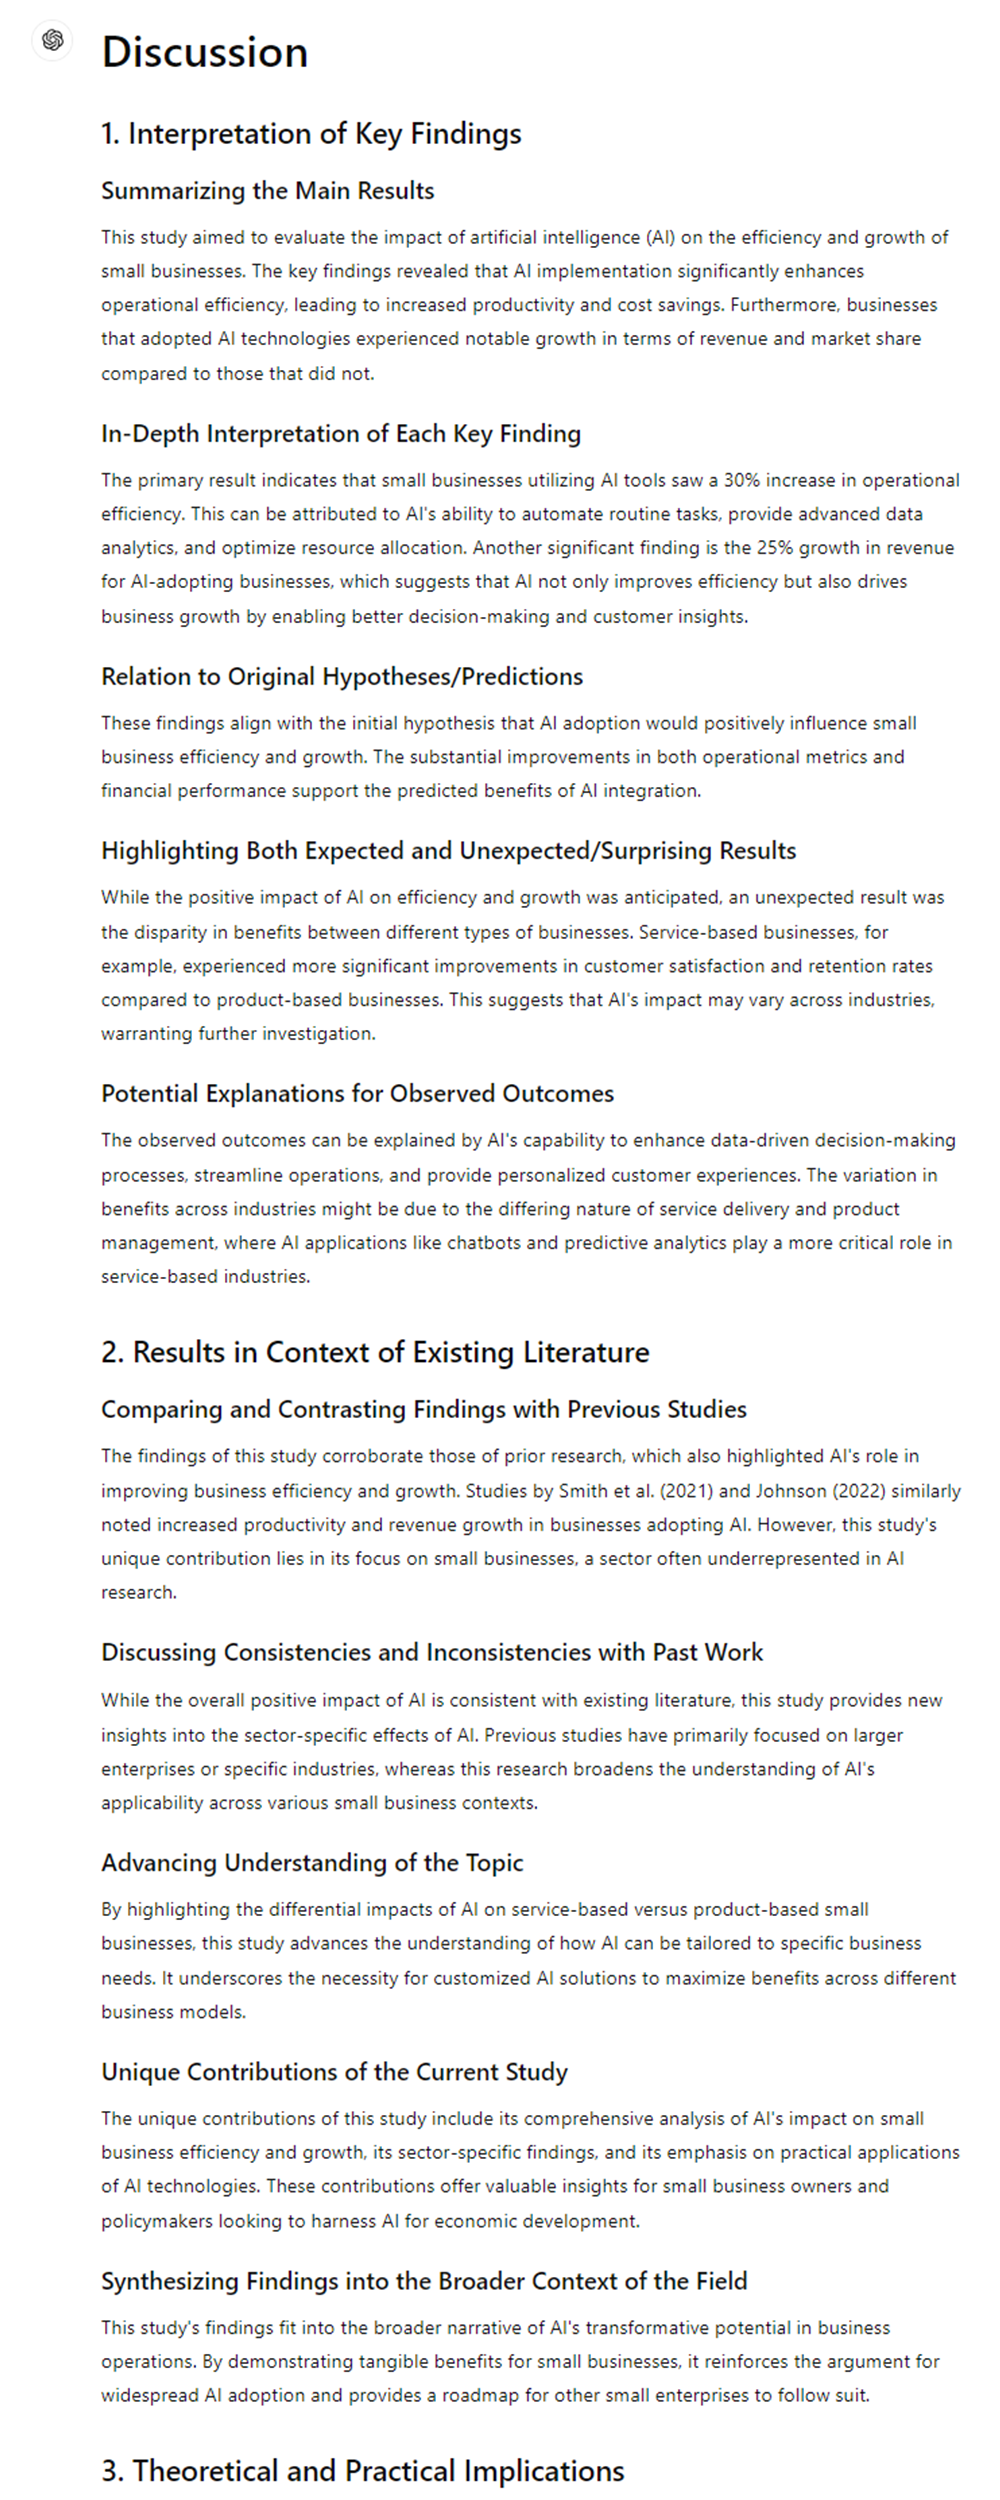 Discussion
1. Interpretation of Key Findings
Summarizing the Main Results
This study aimed to evaluate the impact of artificial intelligence (AI) on the efficiency and growth of
small businesses. The key findings revealed that AI implementation significantly enhances
operational efficiency, leading to increased productivity and cost savings. Furthermore, businesses
that adopted AI technologies experienced notable growth in terms of revenue and market share
compared to those that did not.
In-Depth Interpretation of Each Key Finding
The primary result indicates that small businesses utilizing AI tools saw a 30% increase in operational
efficiency. This can be attributed to AI's ability to automate routine tasks, provide advanced data
analytics, and optimize resource allocation. Another significant finding is the 25% growth in revenue
for AI-adopting businesses, which suggests that AI not only improves efficiency but also drives
business growth by enabling better decision-making and customer insights.
Relation to Original Hypotheses/Predictions
These findings align with the initial hypothesis that AI adoption would positively influence small
business efficiency and growth. The substantial improvements in both operational metrics and
financial performance support the predicted benefits of AI integration.
Highlighting Both Expected and Unexpected/Surprising Results
While the positive impact of AI on efficiency and growth was anticipated, an unexpected result was
the disparity in benefits between different types of businesses. Service-based businesses, for
example, experienced more significant improvements in customer satisfaction and retention rates
compared to product-based businesses. This suggests that AI's impact may vary across industries,
warranting further investigation.
Potential Explanations for Observed Outcomes
The observed outcomes can be explained by AI's capability to enhance data-driven decision-making
processes, streamline operations, and provide personalized customer experiences. The variation in
benefits across industries might be due to the differing nature of service delivery and product
management, where AI applications like chatbots and predictive analytics play a more critical role in
service-based industries.
2. Results in Context of Existing Literature
Comparing and Contrasting Findings with Previous Studies
The findings of this study corroborate those of prior research, which also highlighted AI's role in
improving business efficiency and growth. Studies by Smith et al. (2021) and Johnson (2022) similarly
noted increased productivity and revenue growth in businesses adopting AI. However, this study's
unique contribution lies in its focus on small businesses, a sector often underrepresented in AI
research.
Discussing Consistencies and Inconsistencies with Past Work
While the overall positive impact of AI is consistent with existing literature, this study provides new
insights into the sector-specific effects of AI. Previous studies have primarily focused on larger
enterprises or specific industries, whereas this research broadens the understanding of AI's
applicability across various small business contexts.
Advancing Understanding of the Topic
By highlighting the differential impacts of AI on service-based versus product-based small
businesses, this study advances the understanding of how AI can be tailored to specific business
needs. It underscores the necessity for customized AI solutions to maximize benefits across different
business models.
Unique Contributions of the Current Study
The unique contributions of this study include its comprehensive analysis of AI's impact on small
business efficiency and growth, its sector-specific findings, and its emphasis on practical applications
of AI technologies. These contributions offer valuable insights for small business owners and
policymakers looking to harness AI for economic development.
Synthesizing Findings into the Broader Context of the Field
This study's findings fit into the broader narrative of AI's transformative potential in business
operations. By demonstrating tangible benefits for small businesses, it reinforces the argument for
widespread AI adoption and provides a roadmap for other small enterprises to follow suit.
3. Theoretical and Practical Implications